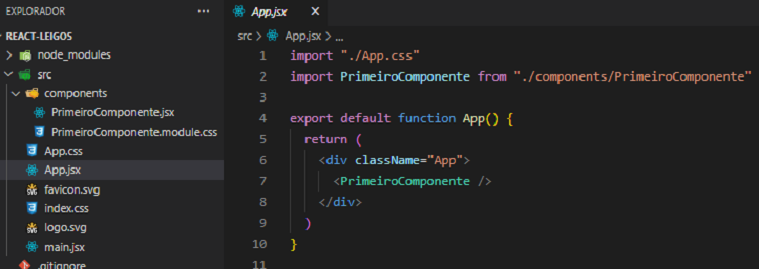 EXPLORADOR ...
App.jsx X
REACT-LEIGOS
src > App.jsx > ...
node_modules
src
components
PrimeiroComponente.jsx
PrimeiroComponente.module.css
App.css
App.jsx
favicon.svg
index.css
logo.svg
main.jsx
.gitignore
1 import "./App.css"
2 import PrimeiroComponente from "./components/PrimeiroComponente"
3
4 export default function App() {
5 return (
6 <div className="App">
7 <PrimeiroComponente />
8 </div>
9 )
10 }
11